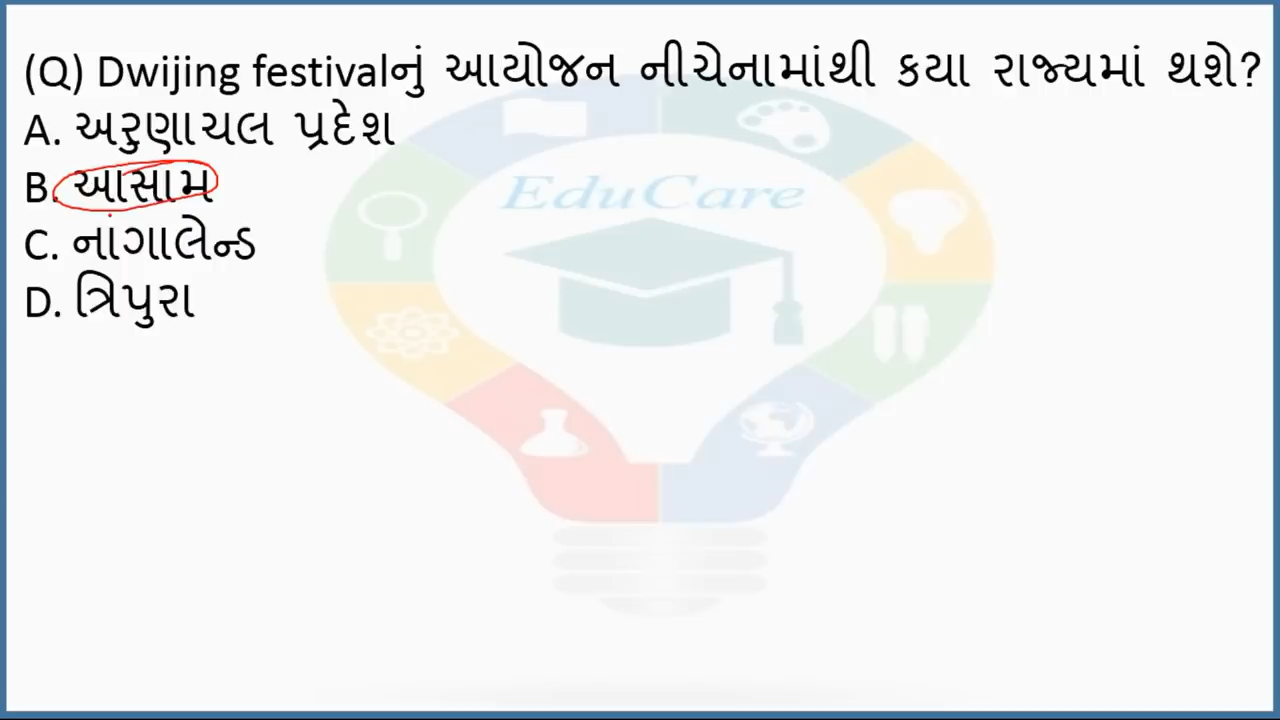 (Q) Dwijing festivalનું આયોજન નીચેનામાંથી કયા રાજ્યમાં થશે?
A. અરુણાચલ પ્રદેશ
B. આસામ
C. નાગાલેન્ડ
D. ત્રિપુરા
EduCare